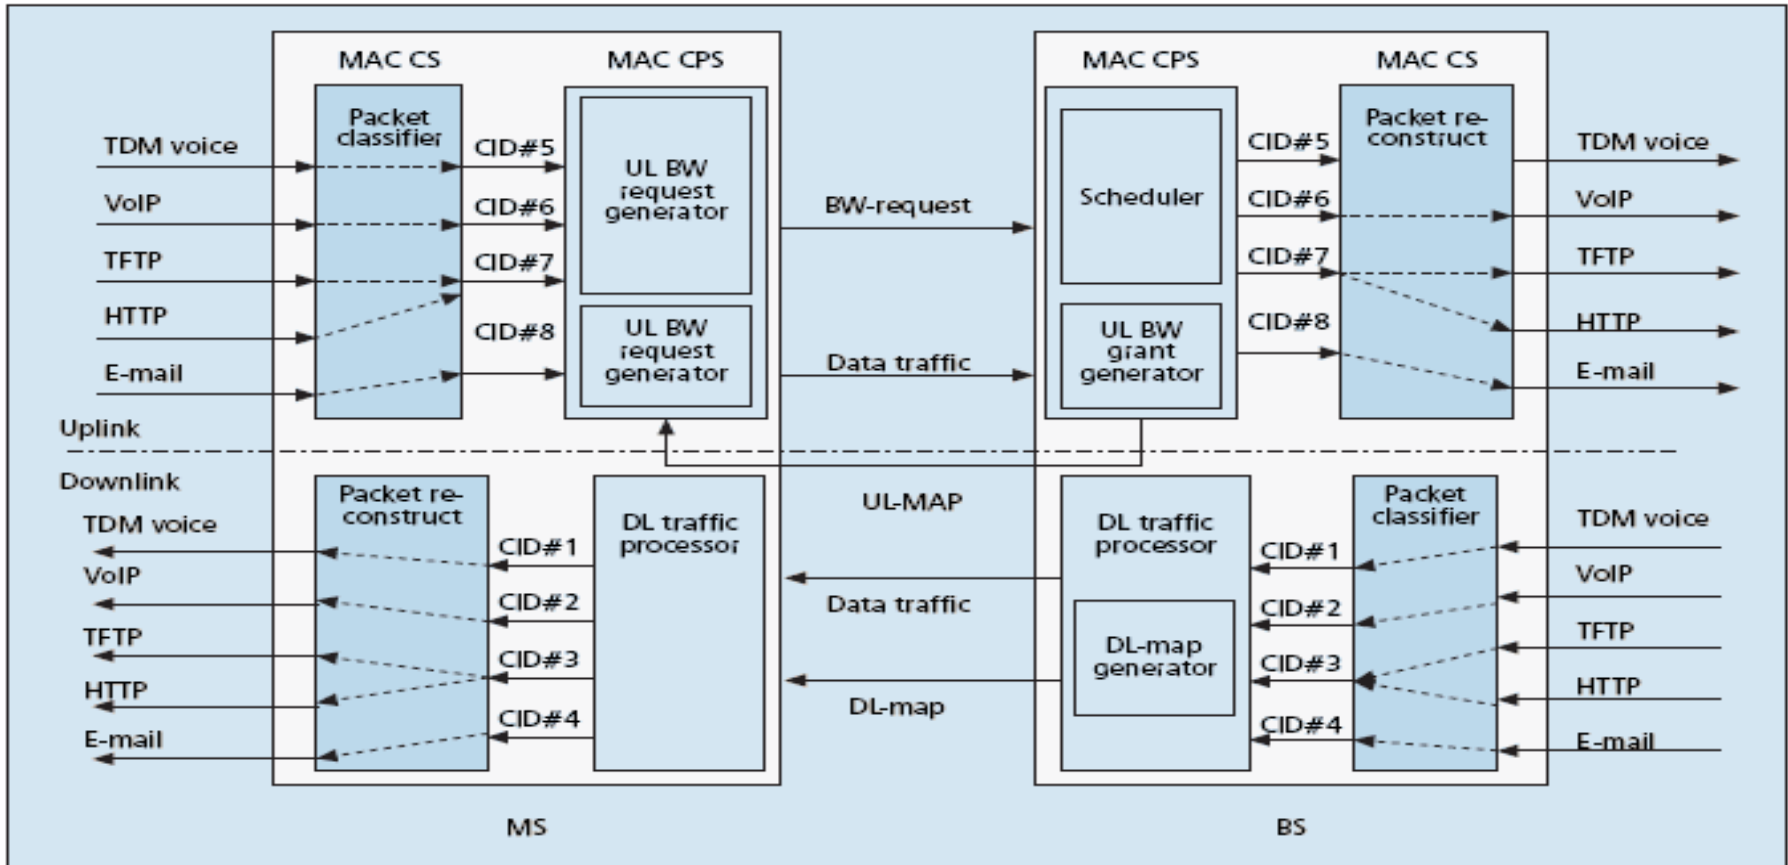 MAC CS
MAC CPS
MAC CPS
MAC CS
Packet
classifier
UL BW
request
generator
UL BW
request
generator
TDM voice
VoIP
TFTP
HTTP
E-mail
CID#5
CID#6
CID#7
CID#8
BW-request
Data traffic
Scheduler
UL BW
grant
generator
CID#5
CID#6
CID#7
CID#8
Packet re-
construct
TDM voice
VoIP
TFTP
HTTP
E-mail
Uplink
Downlink
UL-MAP
TDM voice
VoIP
TFTP
HTTP
E-mail
Packet re-
construct
CID#1
CID#2
CID#3
CID#4
DL traffic
processor
Data traffic
DL-map
DL traffic
processor
DL-map
generator
CID#1
CID#2
CID#3
CID#4
Packet
classifier
TDM voice
VoIP
TFTP
HTTP
E-mail
MS
BS